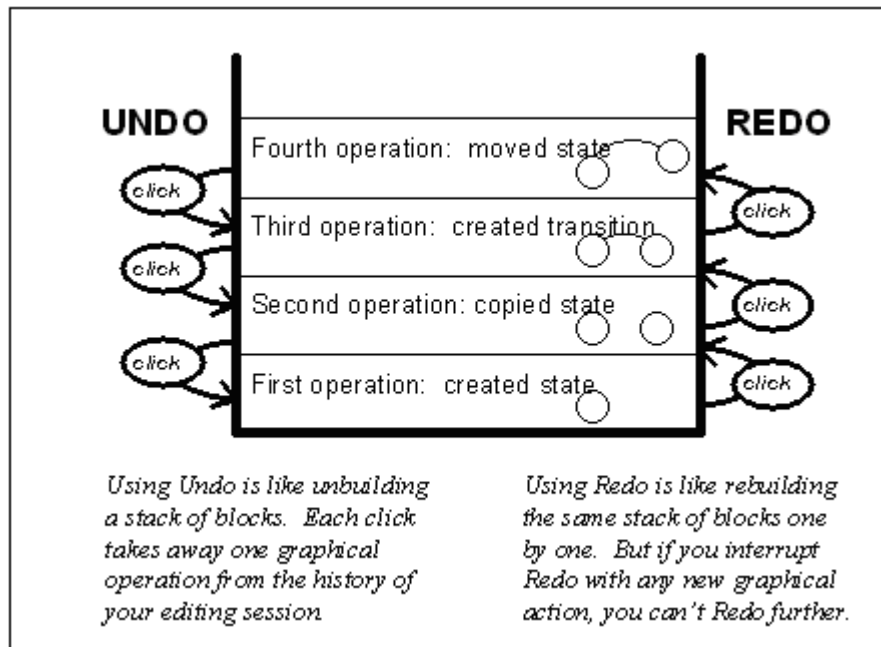 UNDO
REDO
Fourth operation: moved state
click
click
Third operation: created transition
click
click
Second operation: copied state
click
click
First operation: created state
Using Undo is like unbuilding
a stack of blocks. Each click
takes away one graphical
operation from the history of
your editing session
Using Redo is like rebuilding
the same stack of blocks one
by one. But if you interrupt
Redo with any new graphical
action, you can't Redo further.